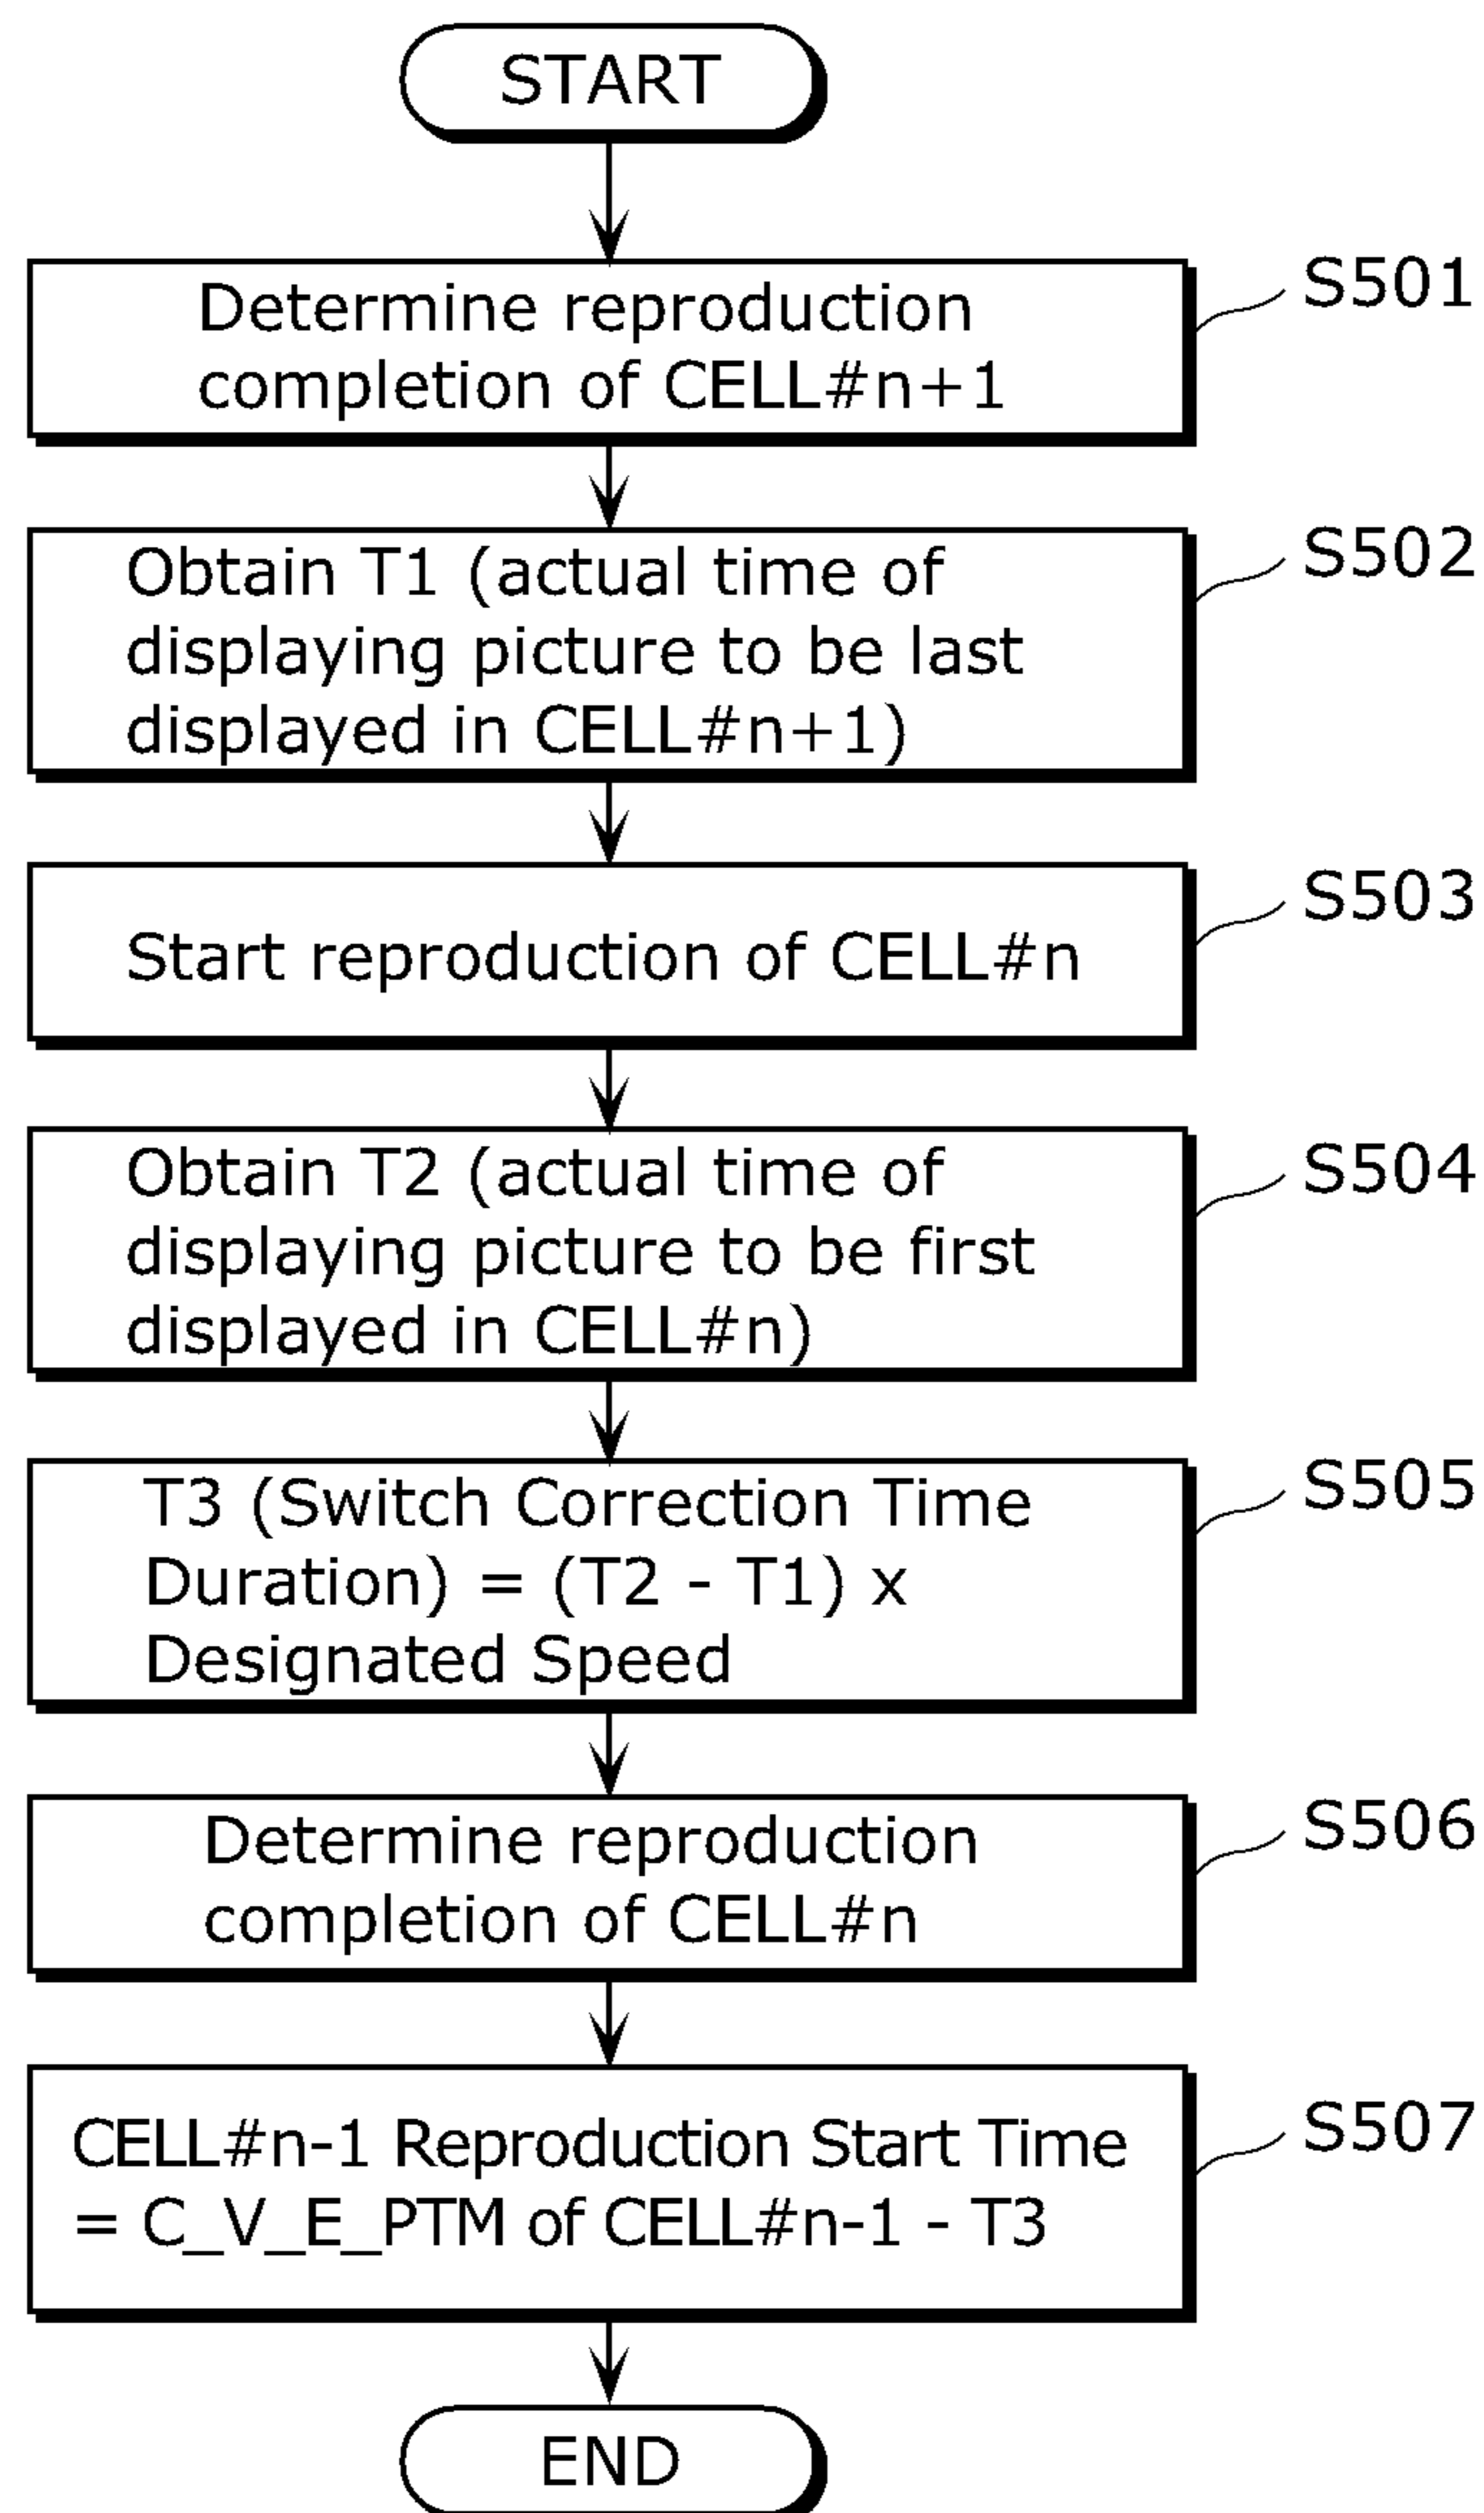 START
Determine reproduction
completion of CELL#n+1
S501
Obtain T1 (actual time of
displaying picture to be last
displayed in CELL#n+1)
S502
Start reproduction of CELL#n
S503
Obtain T2 (actual time of
displaying picture to be first
displayed in CELL#n)
S504
T3 (Switch Correction Time
Duration) = (T2 - T1) x
Designated Speed
S505
Determine reproduction
completion of CELL#n
S506
CELL#n-1 Reproduction Start Time
= C_V_E_PTM of CELL#n-1 - T3
S507
END